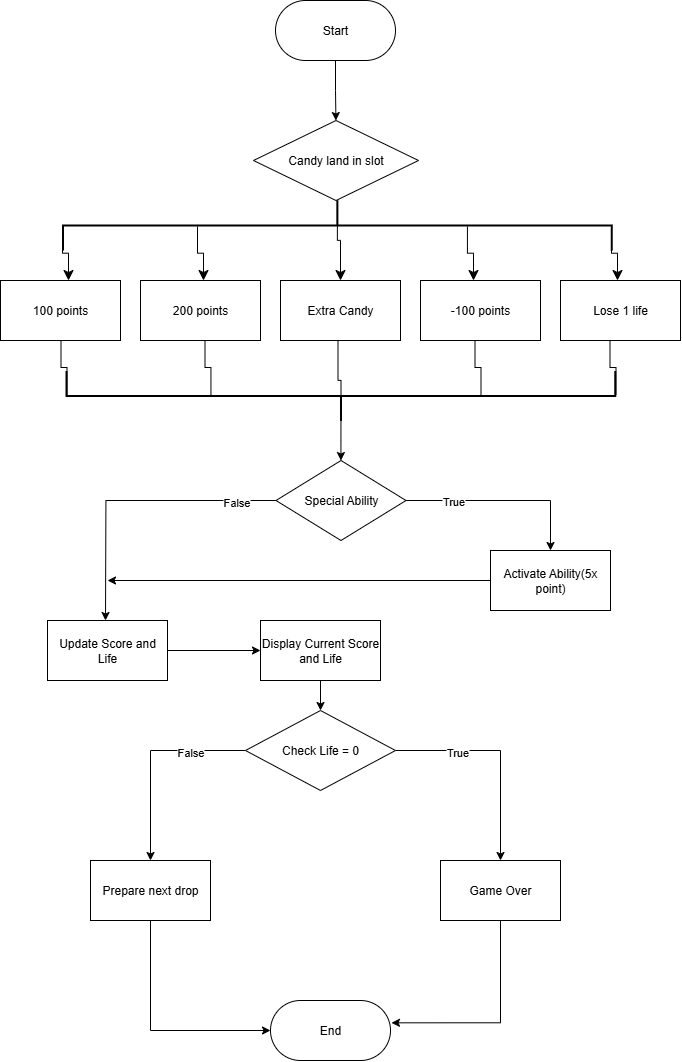 Start
Candy land in slot
100 points
200 points
Extra Candy
-100 points
Lose 1 life
Special Ability
False
True
Activate Ability(5x
point)
Update Score and
Life
Display Current Score
and Life
Check Life = 0
False
True
Prepare next drop
Game Over
End